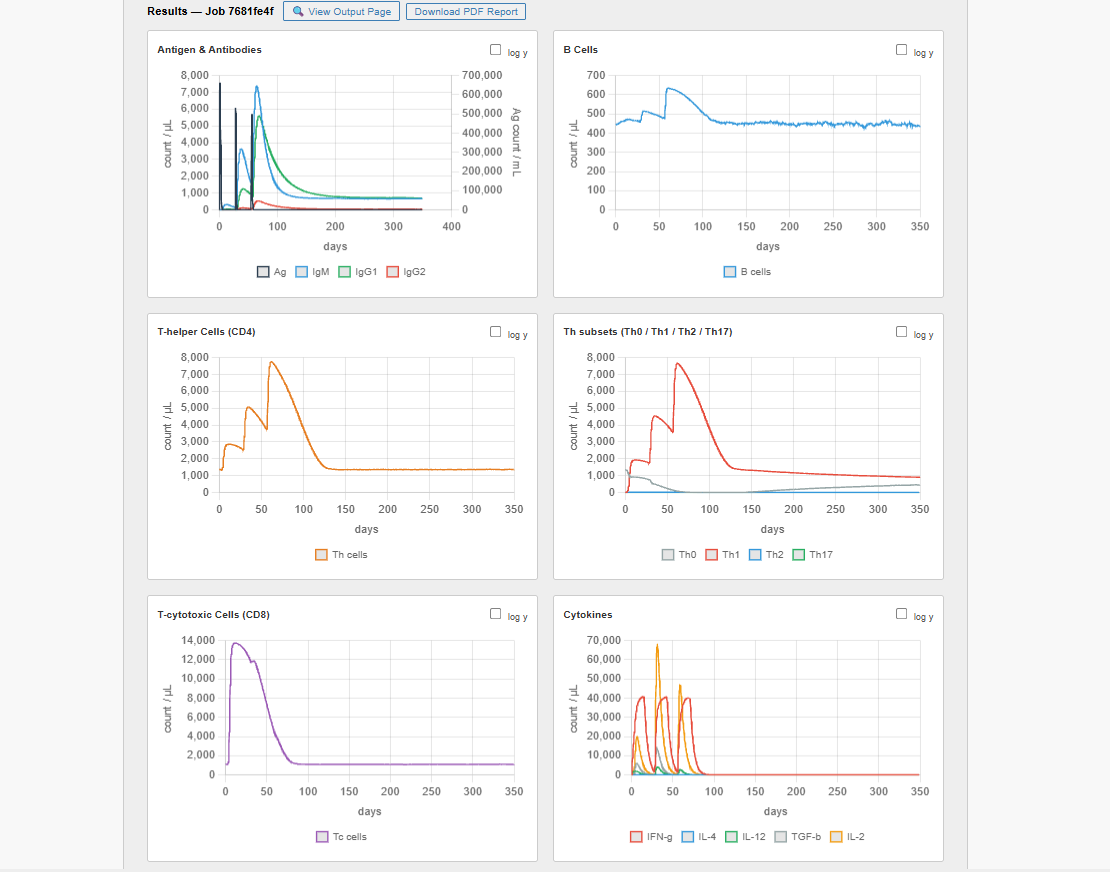 Results — Job 7681fe4f
View Output Page
Download PDF Report
Antigen & Antibodies
log y
8,000
7,000
6,000
5,000
4,000
3,000
2,000
1,000
0
count / µL
700,000
600,000
500,000
400,000
300,000
200,000
100,000
0
Ag count / mL
0 100 200 300 400
days
Ag IgM IgG1 IgG2
B Cells
log y
700
600
500
400
300
200
100
0
count / µL
0 50 100 150 200 250 300 350
days
B cells
T-helper Cells (CD4)
log y
8,000
7,000
6,000
5,000
4,000
3,000
2,000
1,000
0
count / µL
0 50 100 150 200 250 300 350
days
Th cells
Th subsets (Th0 / Th1 / Th2 / Th17)
log y
8,000
7,000
6,000
5,000
4,000
3,000
2,000
1,000
0
count / µL
0 50 100 150 200 250 300 350
days
Th0 Th1 Th2 Th17
T-cytotoxic Cells (CD8)
log y
14,000
12,000
10,000
8,000
6,000
4,000
2,000
0
count / µL
0 50 100 150 200 250 300 350
days
Tc cells
Cytokines
log y
70,000
60,000
50,000
40,000
30,000
20,000
10,000
0
count / µL
0 50 100 150 200 250 300 350
days
IFN-g IL-4 IL-12 TGF-b IL-2